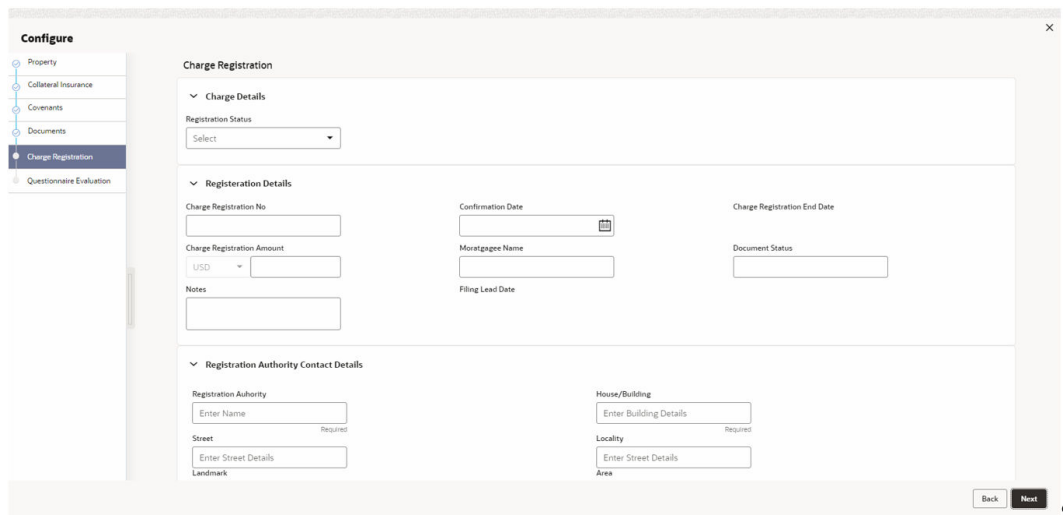 Configure
Property
Collateral Insurance
Covenants
Documents
Charge Registration
Questionnaire Evaluation
Charge Registration
Charge Details
Registration Status
Select
Registeration Details
Charge Registration No
Confirmation Date
Charge Registration End Date
Charge Registration Amount
Moratgagee Name
Document Status
USD
Notes
Filing Lead Date
Registration Authority Contact Details
Registration Auhority
House/Building
Enter Name
Enter Building Details
Required
Required
Street
Locality
Enter Street Details
Enter Street Details
Landmark
Area
Back
Next